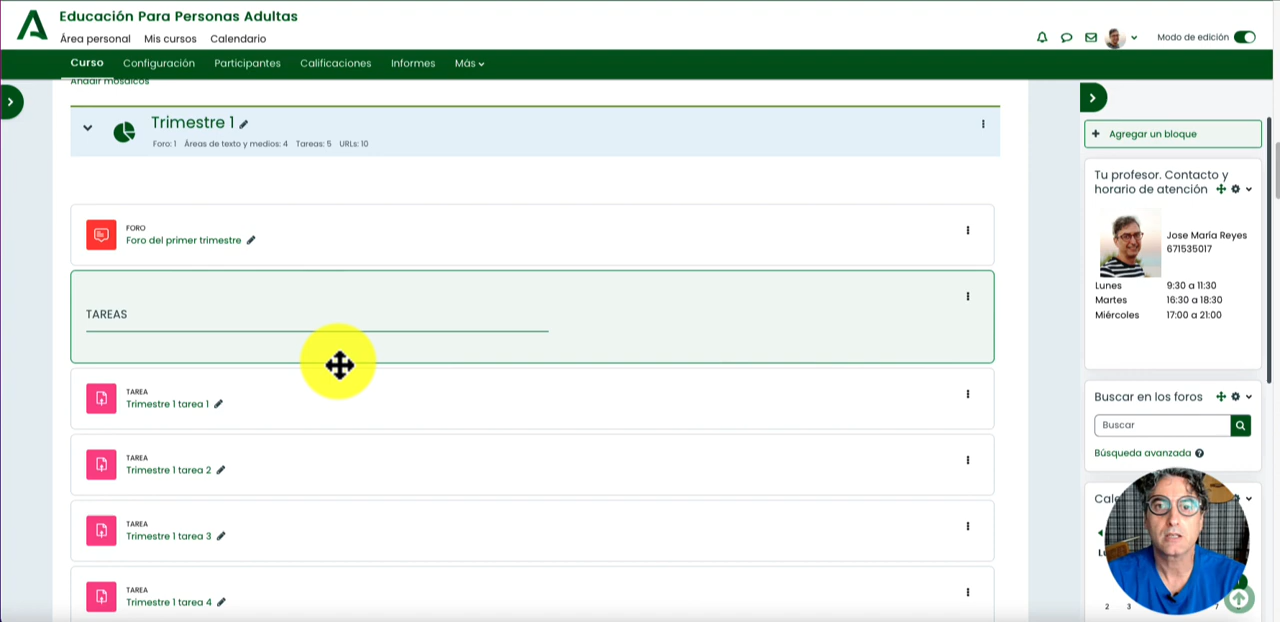 Educación Para Personas Adultas
Área personal Mis cursos Calendario
Modo de edición
Curso Configuración Participantes Calificaciones Informes Más
Añadir mosaicos
Trimestre 1
Foro: 1 Áreas de texto y medios: 4 Tareas: 5 URLs: 10
FORO
Foro del primer trimestre
TAREAS
TAREA
Trimestre 1 tarea 1
TAREA
Trimestre 1 tarea 2
TAREA
Trimestre 1 tarea 3
TAREA
Trimestre 1 tarea 4
Agregar un bloque
Tu profesor. Contacto y
horario de atención
Jose María Reyes
671535017
Lunes 9:30 a 11:30
Martes 16:30 a 18:30
Miércoles 17:00 a 21:00
Buscar en los foros
Buscar
Búsqueda avanzada
2 3